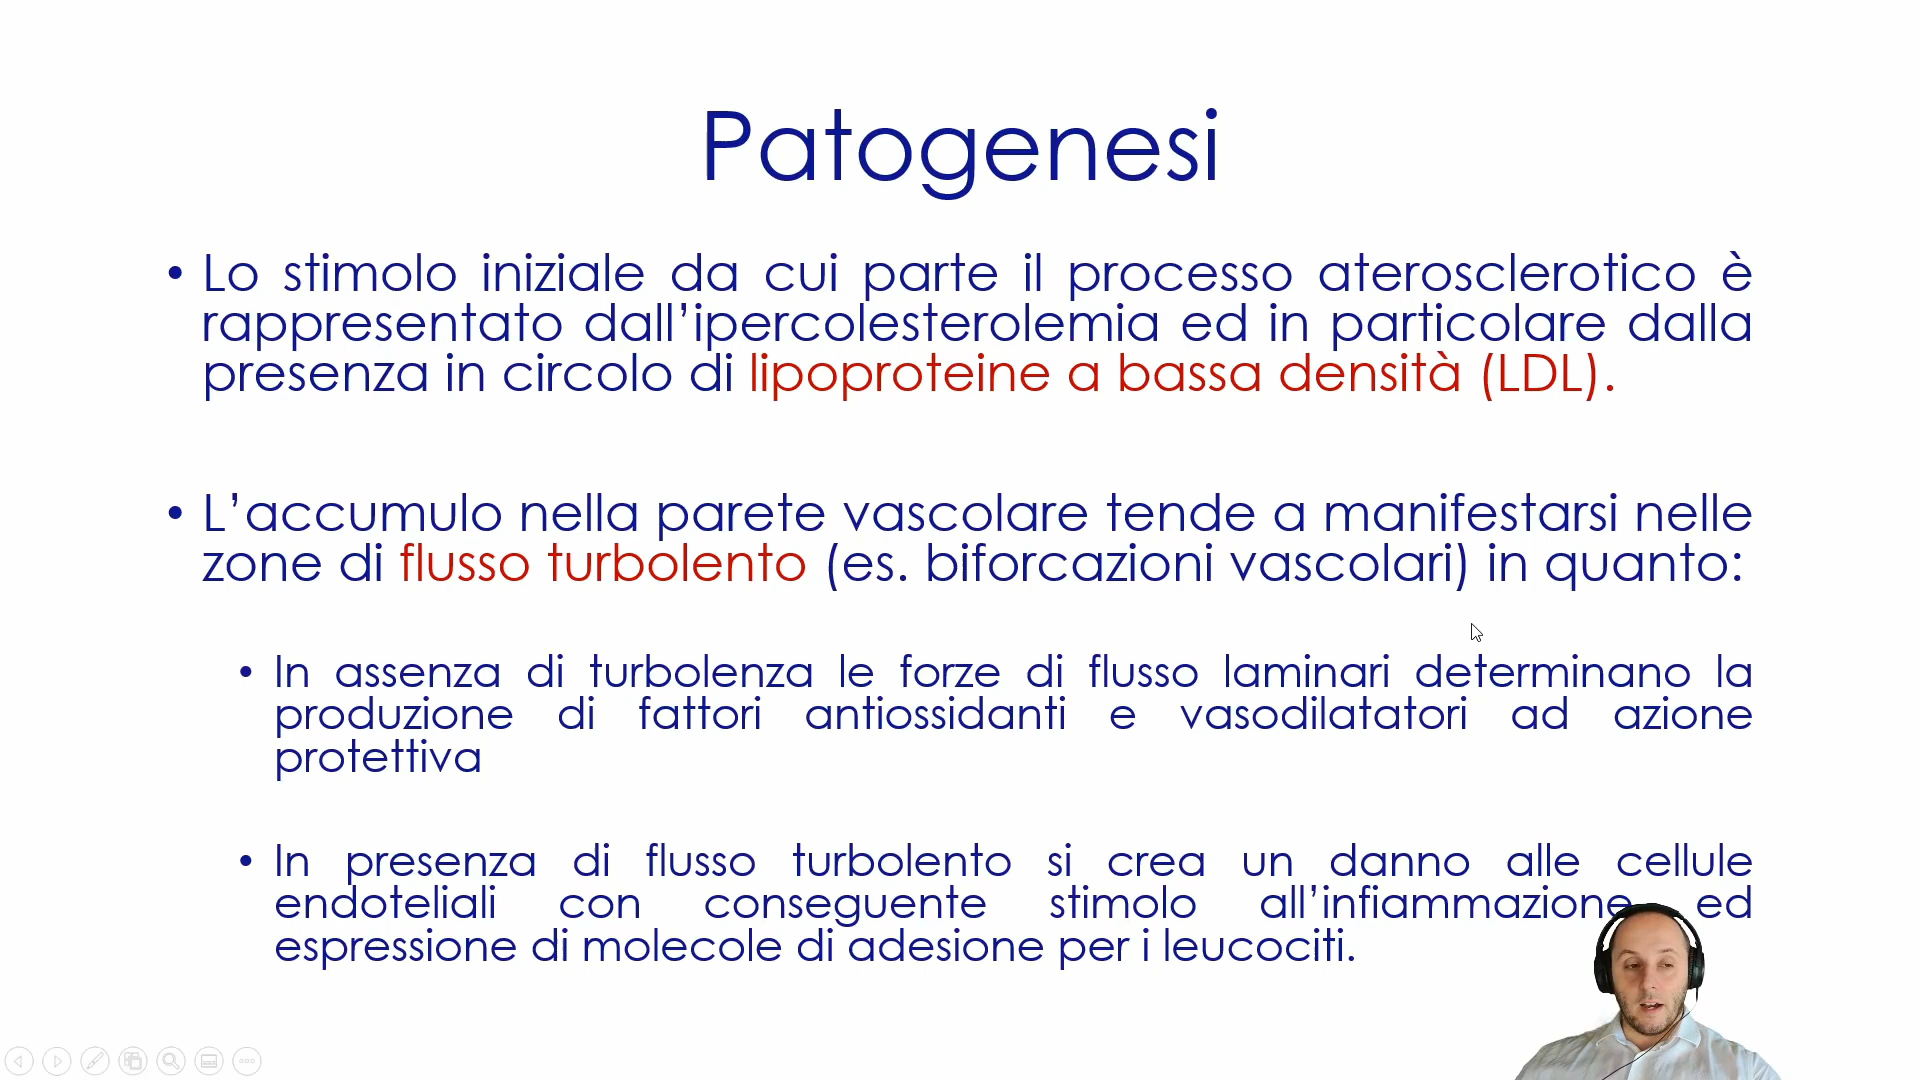 Patogenesi
• Lo stimolo iniziale da cui parte il processo aterosclerotico è
rappresentato dall’ipercolesterolemia ed in particolare dalla
presenza in circolo di lipoproteine a bassa densità (LDL).
• L’accumulo nella parete vascolare tende a manifestarsi nelle
zone di flusso turbolento (es. biforcazioni vascolari) in quanto:
• In assenza di turbolenza le forze di flusso laminari determinano la
produzione di fattori antiossidanti e vasodilatatori ad azione
protettiva
• In presenza di flusso turbolento si crea un danno alle cellule
endoteliali con conseguente stimolo all’infiammazione ed
espressione di molecole di adesione per i leucociti.